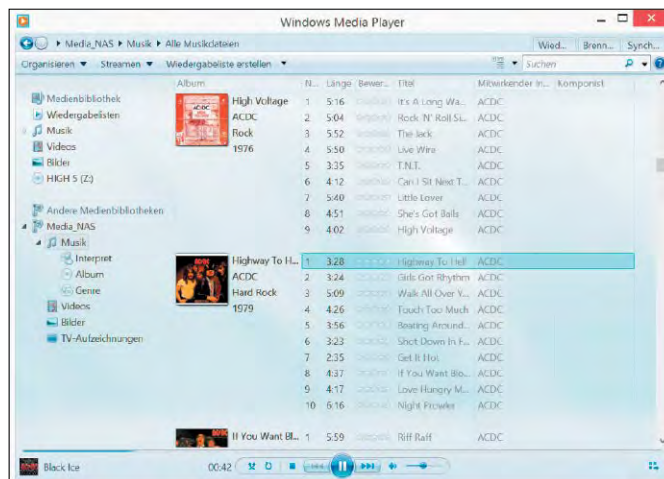 Windows Media Player
Media_NAS ▸ Musik ▸ Alle Musikdateien
Wied... Brenn... Synch...
Organisieren ▾ Streamen ▾ Wiedergabeliste erstellen ▾ Suchen
Album N... Länge Bewer... Titel Mitwirkender In... Komponist
Medienbibliothek
Wiedergabelisten
Musik
Videos
Bilder
HIGH 5 (Z:)
Andere Medienbibliotheken
Media_NAS
Musik
Interpret
Album
Genre
Videos
Bilder
TV-Aufzeichnungen
High Voltage
ACDC
Rock
1976
1 5:16 It's A Long Wa... ACDC
2 5:04 Rock 'N' Roll Si... ACDC
3 5:52 The Jack ACDC
4 5:50 Live Wire ACDC
5 3:35 T.N.T. ACDC
6 4:12 Can I Sit Next T... ACDC
7 5:40 Little Lover ACDC
8 4:51 She's Got Balls ACDC
9 4:02 High Voltage ACDC
Highway To H...
ACDC
Hard Rock
1979
1 3:28 Highway To Hell ACDC
2 3:24 Girls Got Rhythm ACDC
3 5:09 Walk All Over Y... ACDC
4 4:26 Touch Too Much ACDC
5 3:56 Beating Around... ACDC
6 3:23 Shot Down In F... ACDC
7 2:35 Get It Hot ACDC
8 4:37 If You Want Blo... ACDC
9 4:17 Love Hungry M... ACDC
10 6:16 Night Prowler ACDC
If You Want Bl... 1 5:59 Riff Raff ACDC
Black Ice 00:42